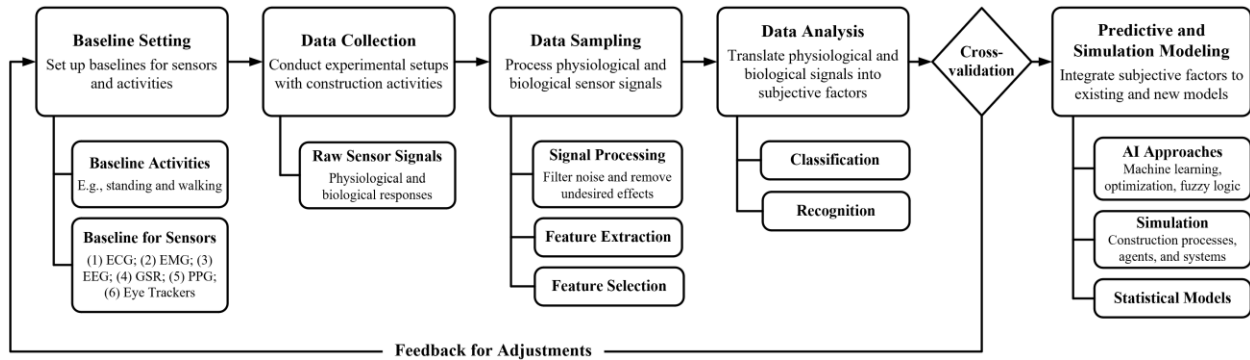 Baseline Setting
Set up baselines for sensors
and activities
Baseline Activities
E.g., standing and walking
Baseline for Sensors
(1) ECG; (2) EMG; (3)
EEG; (4) GSR; (5) PPG;
(6) Eye Trackers
Data Collection
Conduct experimental setups
with construction activities
Raw Sensor Signals
Physiological and
biological responses
Data Sampling
Process physiological and
biological sensor signals
Signal Processing
Filter noise and remove
undesired effects
Feature Extraction
Feature Selection
Data Analysis
Translate physiological and
biological signals into
subjective factors
Classification
Recognition
Cross-
validation
Predictive and
Simulation Modeling
Integrate subjective factors to
existing and new models
AI Approaches
Machine learning,
optimization, fuzzy logic
Simulation
Construction processes,
agents, and systems
Statistical Models
Feedback for Adjustments